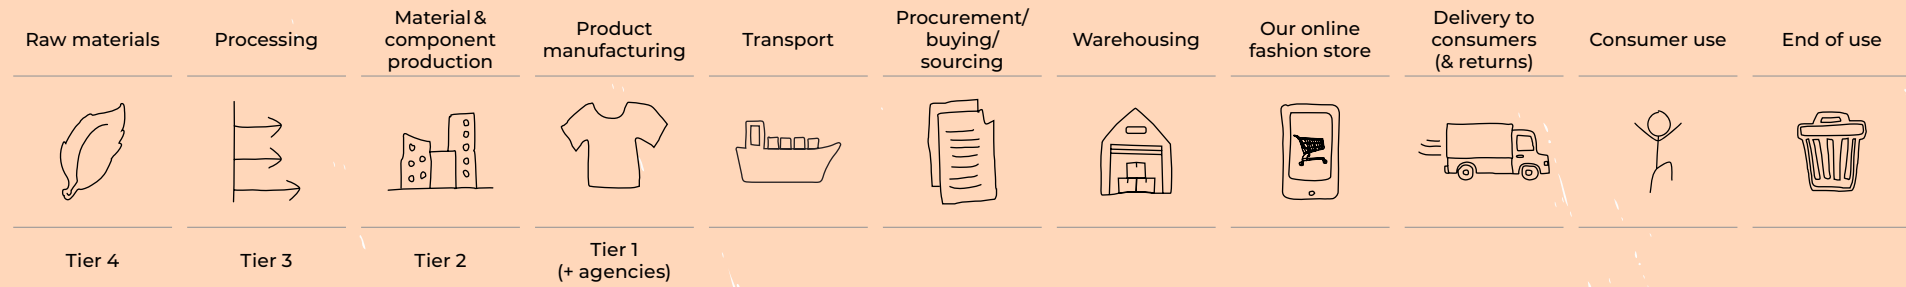 Raw materials
Processing
Material &
component
production
Product
manufacturing
Transport
Procurement/
buying/
sourcing
Warehousing
Our online
fashion store
Delivery to
consumers
(& returns)
Consumer use
End of use
Tier 4
Tier 3
Tier 2
Tier 1
(+ agencies)